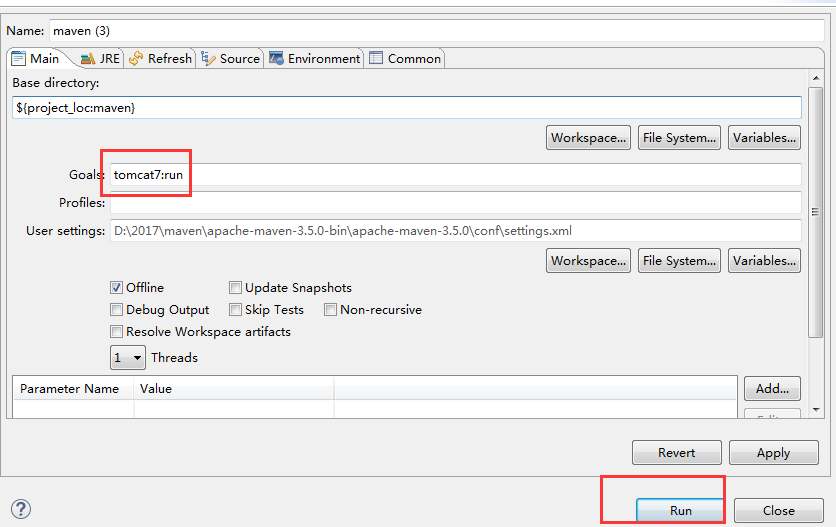 Name: maven (3)
Main JRE Refresh Source Environment Common
Base directory:
${project_loc:maven}
Workspace... File System... Variables...
Goals: tomcat7:run
Profiles:
User settings: D:\2017\maven\apache-maven-3.5.0-bin\apache-maven-3.5.0\conf\settings.xml
Workspace... File System... Variables...
Offline Update Snapshots
Debug Output Skip Tests Non-recursive
Resolve Workspace artifacts
1 Threads
Parameter Name Value Add...
Revert Apply
? Run Close